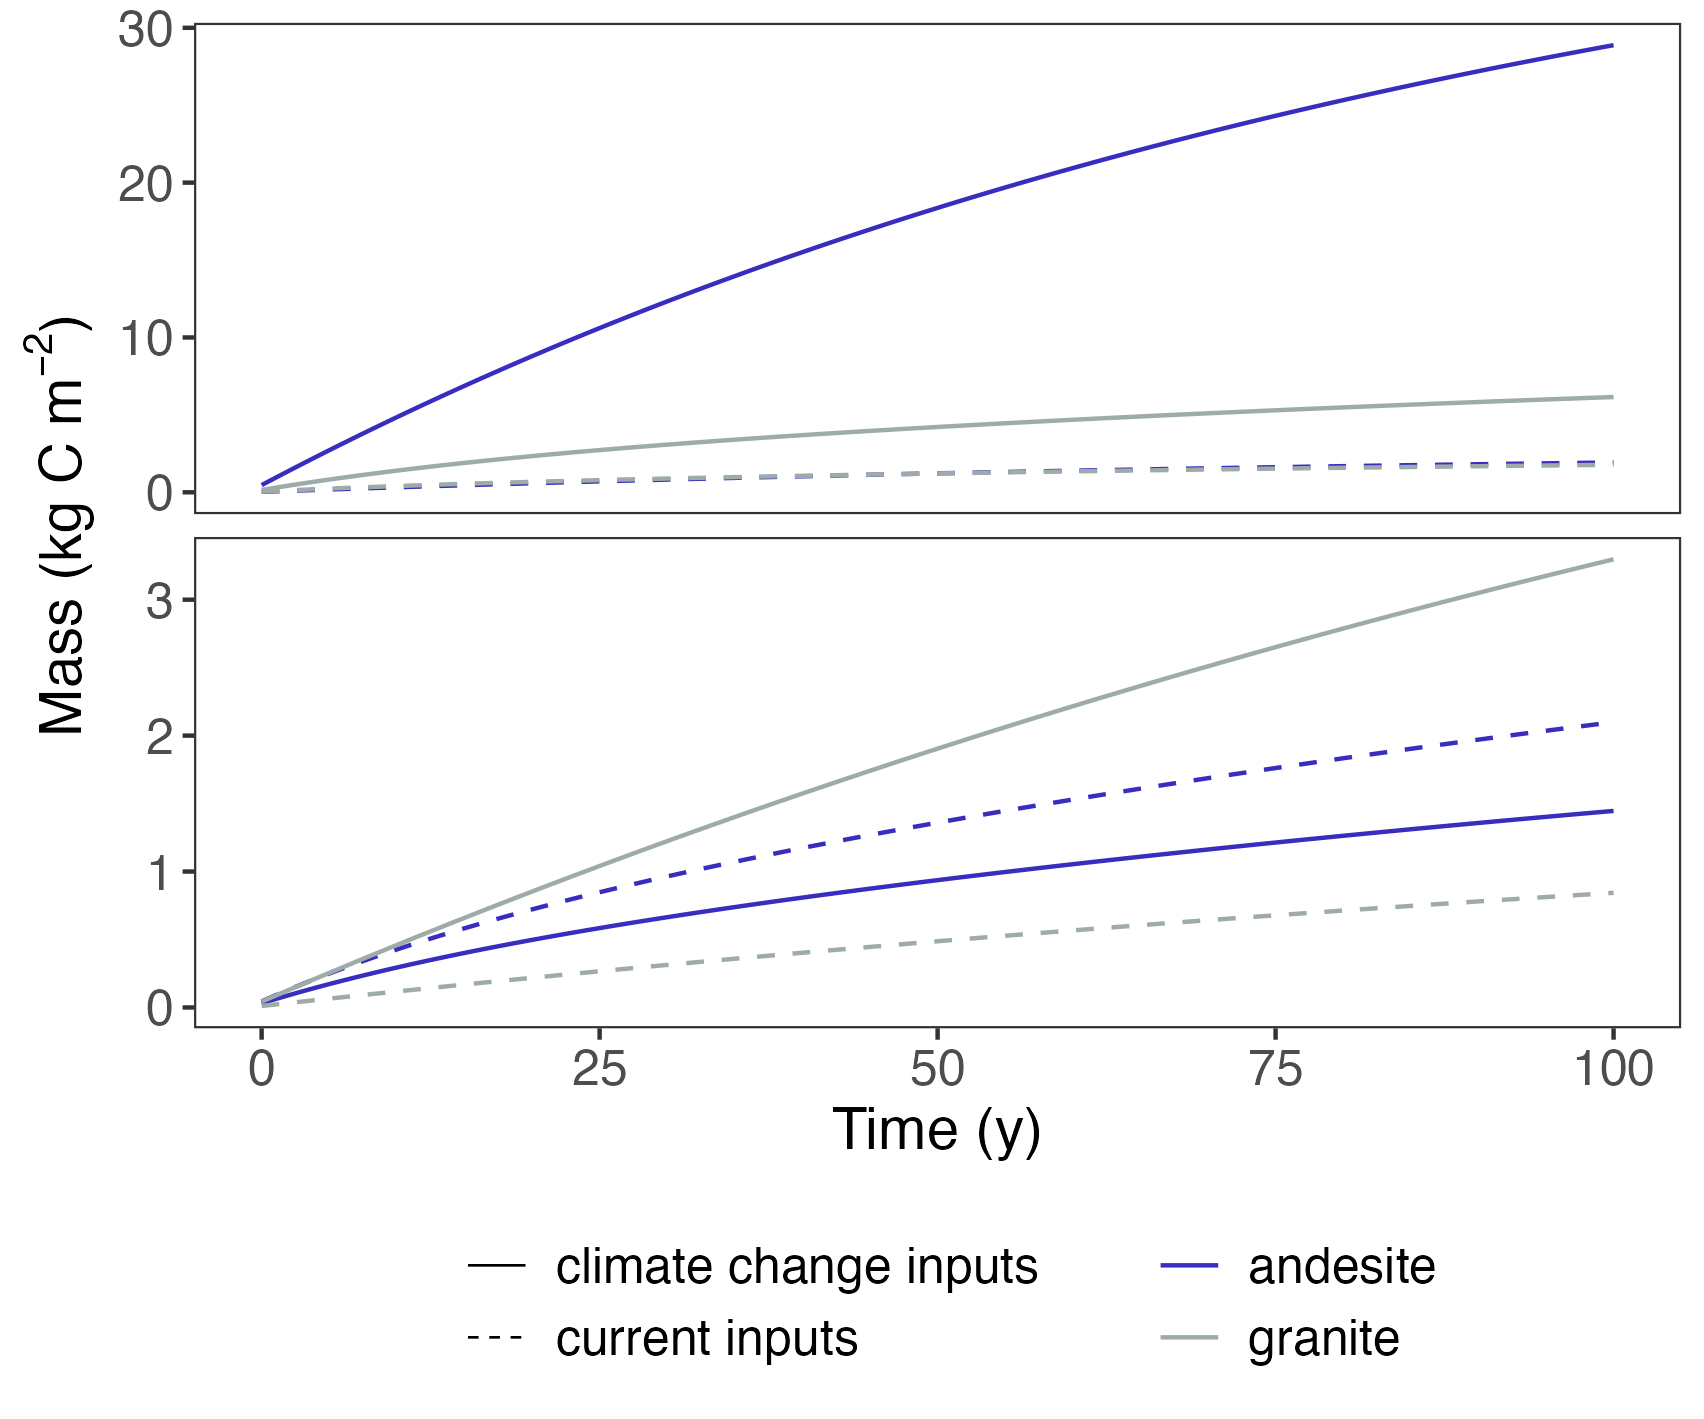 30
20
10
0
3
2
1
0
Mass (kg C m⁻²)
0 25 50 75 100
Time (y)
climate change inputs
current inputs
andesite
granite